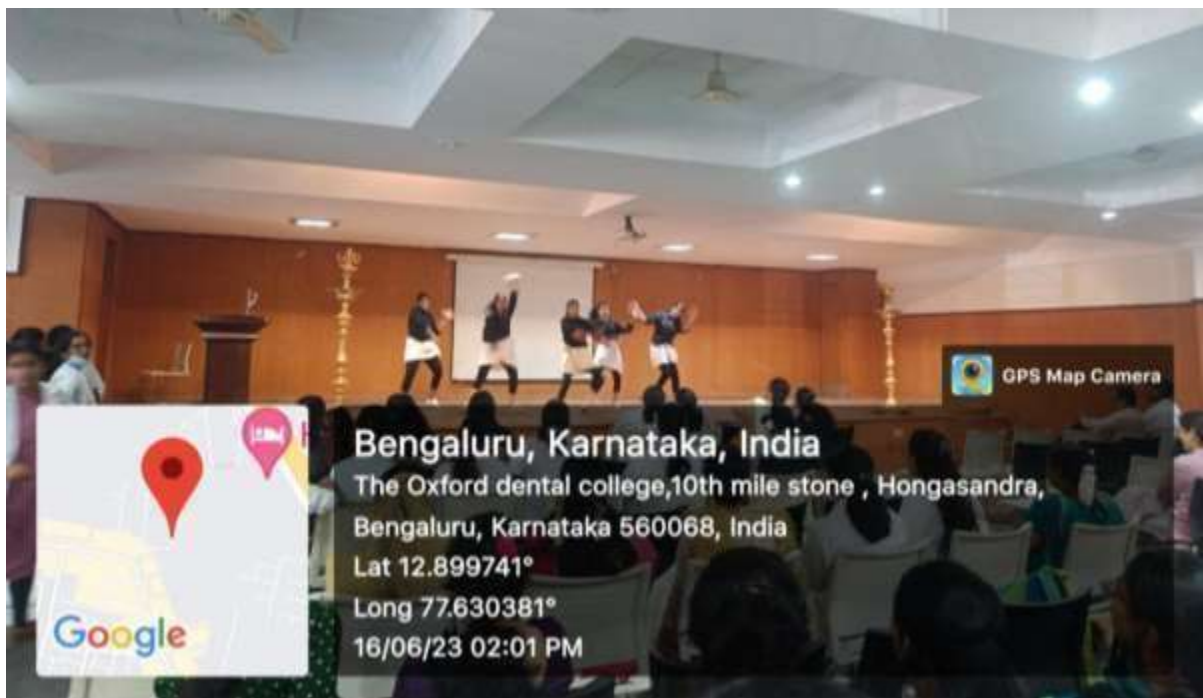 GPS Map Camera
Bengaluru, Karnataka, India
The Oxford dental college,10th mile stone , Hongasandra,
Bengaluru, Karnataka 560068, India
Lat 12.899741°
Long 77.630381°
16/06/23 02:01 PM
Google